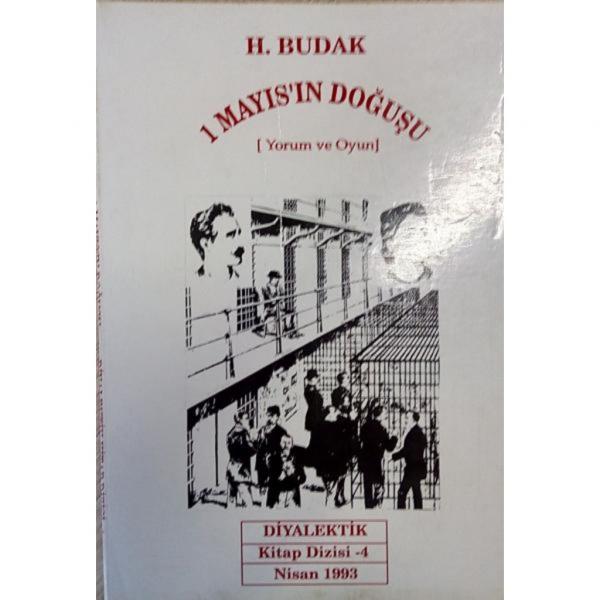 H. BUDAK
1 MAYIS'IN DOĞUŞU
[ Yorum ve Oyun]
DİYALEKTİK
Kitap Dizisi -4
Nisan 1993